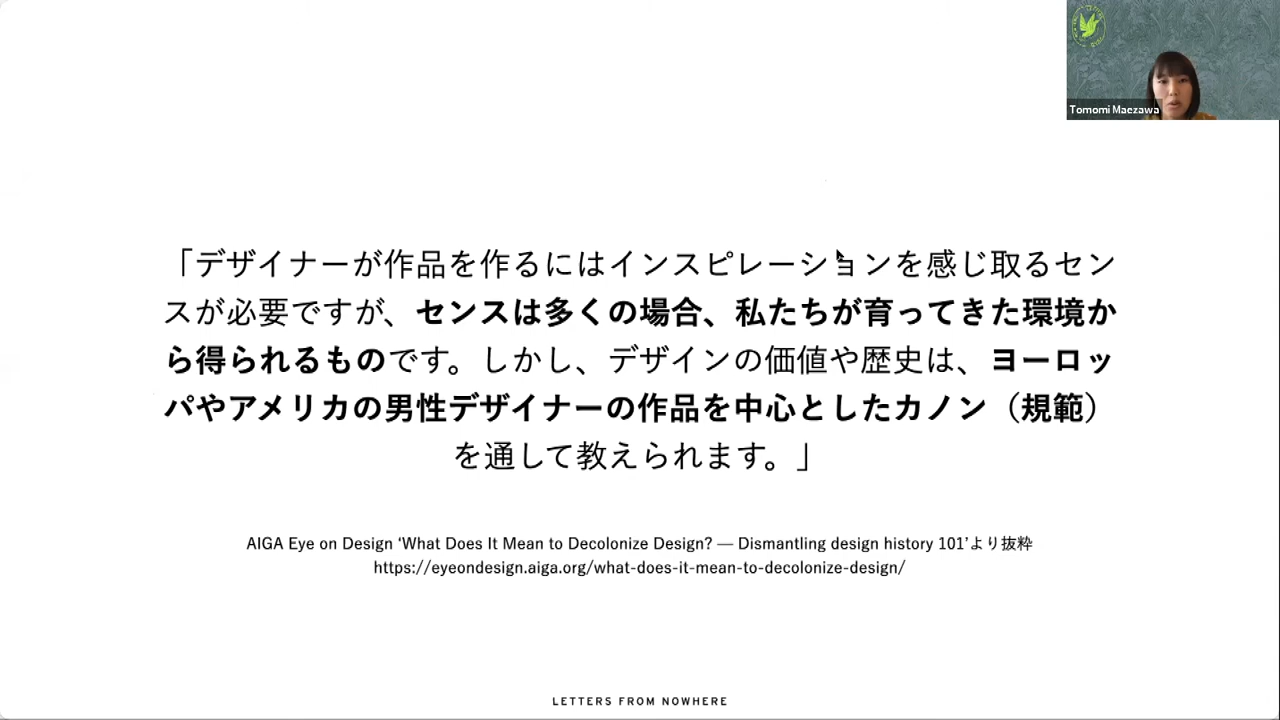 Tomomi Maezawa
「デザイナーが作品を作るにはインスピレーションを感じ取るセン
スが必要ですが、センスは多くの場合、私たちが育ってきた環境か
ら得られるものです。しかし、デザインの価値や歴史は、ヨーロッ
パやアメリカの男性デザイナーの作品を中心としたカノン（規範）
を通して教えられます。」
AIGA Eye on Design ‘What Does It Mean to Decolonize Design? — Dismantling design history 101’より抜粋
https://eyeondesign.aiga.org/what-does-it-mean-to-decolonize-design/
LETTERS FROM NOWHERE